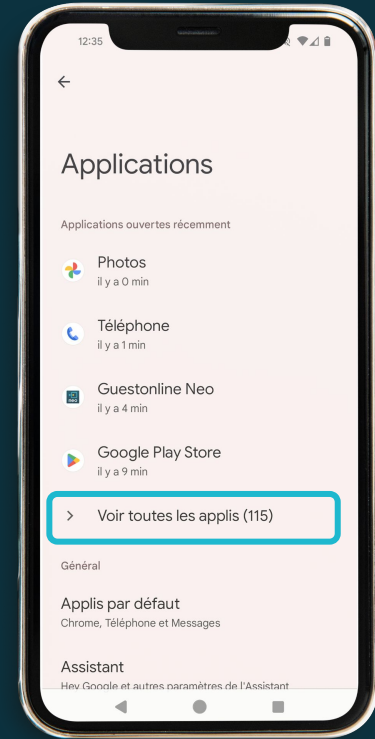 12:35
Applications
Applications ouvertes récemment
Photos
il y a 0 min
Téléphone
il y a 1 min
Guestonline Neo
il y a 4 min
Google Play Store
il y a 9 min
Voir toutes les applis (115)
Général
Applis par défaut
Chrome, Téléphone et Messages
Assistant
Hey Google et autres paramètres de l'Assistant